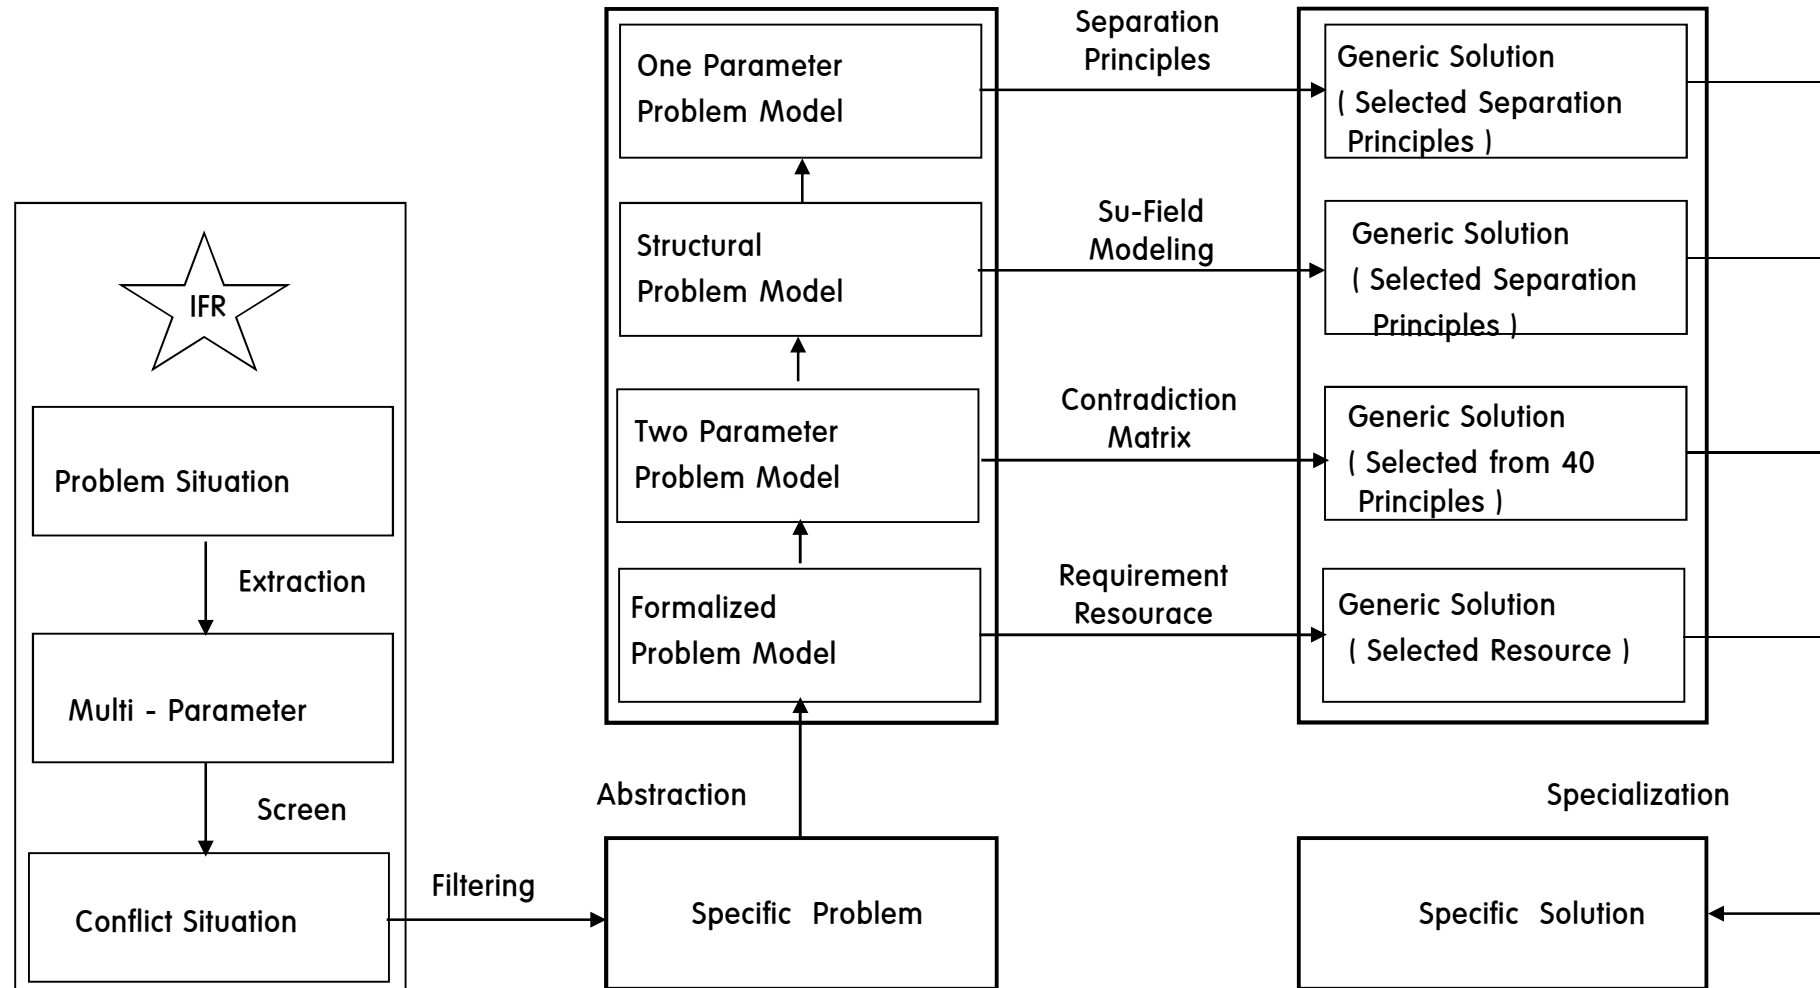 IFR
Problem Situation
Extraction
Multi - Parameter
Screen
Conflict Situation
Filtering
One Parameter
Problem Model
Structural
Problem Model
Two Parameter
Problem Model
Formalized
Problem Model
Abstraction
Specific Problem
Separation
Principles
Su-Field
Modeling
Contradiction
Matrix
Requirement
Resourace
Generic Solution
( Selected Separation
Principles )
Generic Solution
( Selected Separation
Principles )
Generic Solution
( Selected from 40
Principles )
Generic Solution
( Selected Resource )
Specialization
Specific Solution